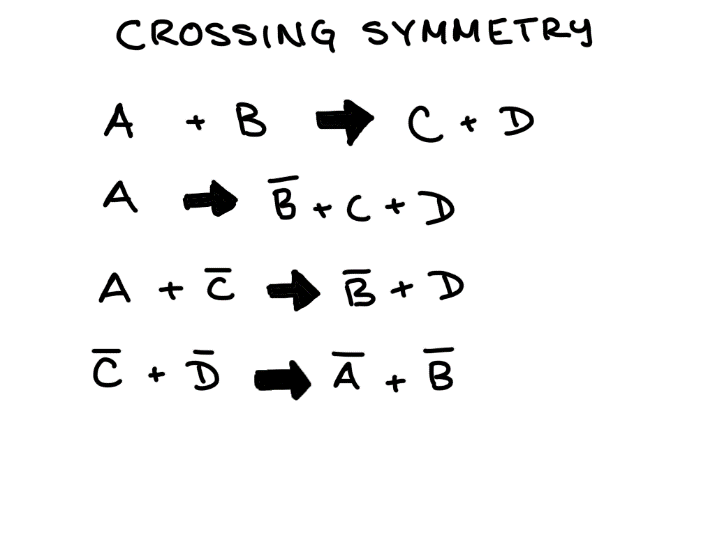 CROSSING SYMMETRY
A + B → C + D
A → B̅ + C + D
A + C̅ → B̅ + D
C̅ + D̅ → A̅ + B̅